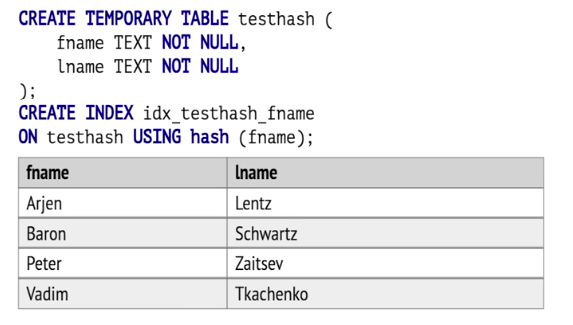 CREATE TEMPORARY TABLE testhash (
    fname TEXT NOT NULL,
    lname TEXT NOT NULL
);
CREATE INDEX idx_testhash_fname
ON testhash USING hash (fname);
fname lname
Arjen Lentz
Baron Schwartz
Peter Zaitsev
Vadim Tkachenko